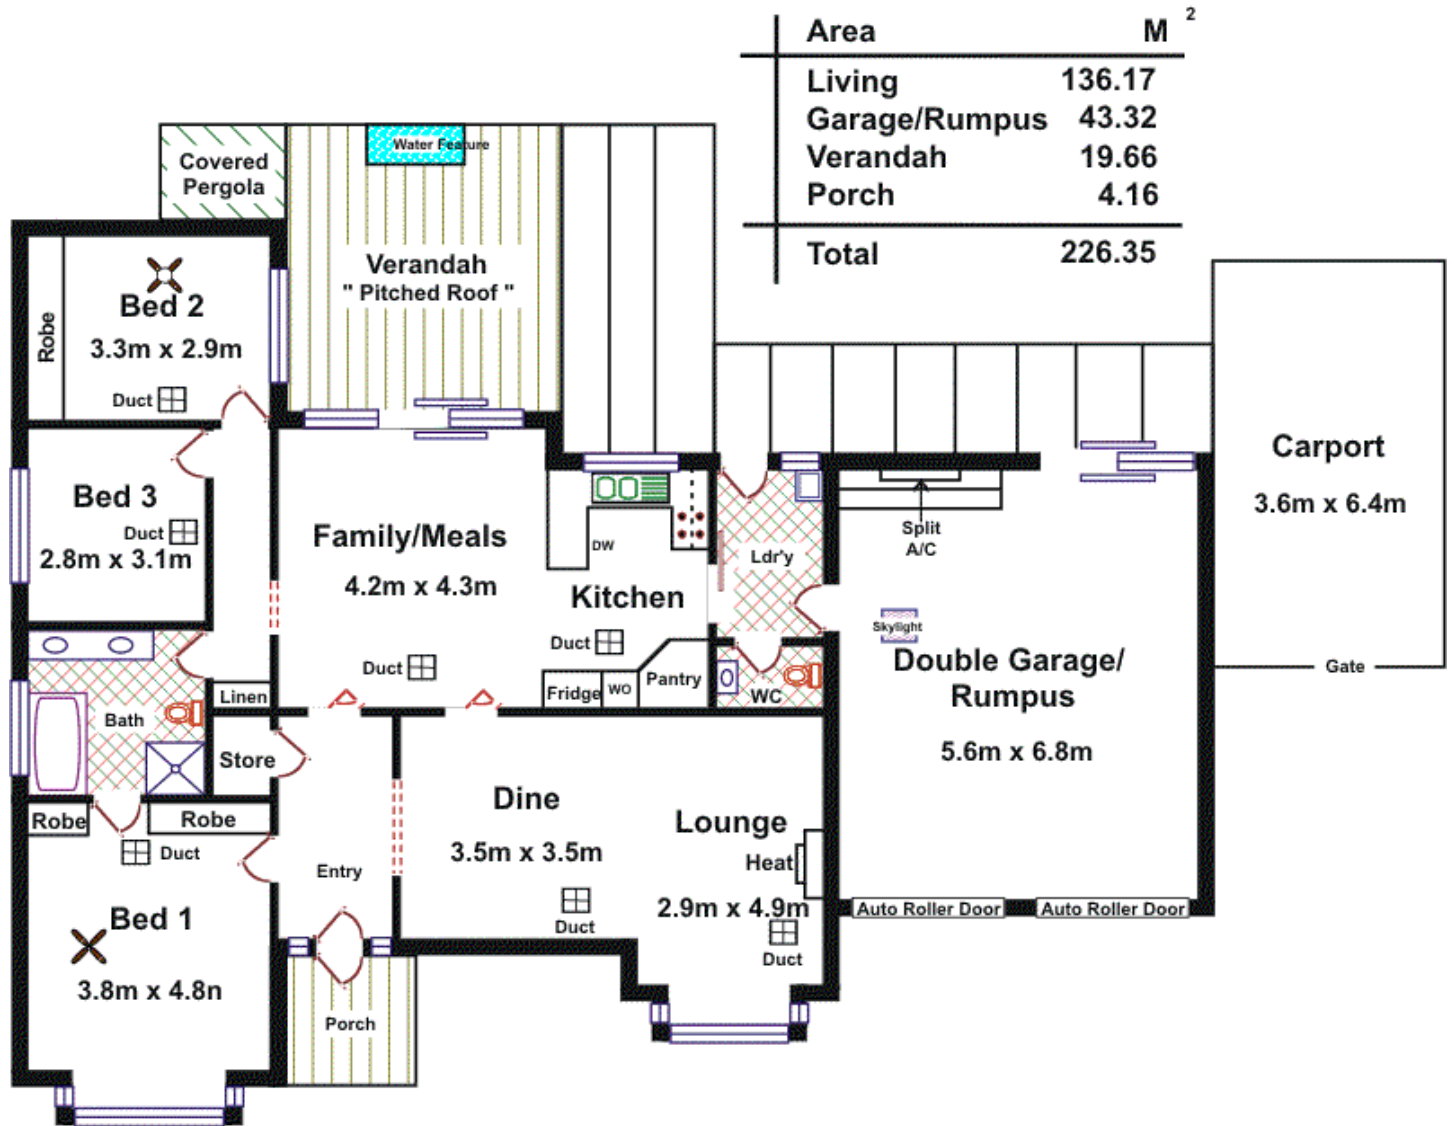 Area M 2
Living 136.17
Garage/Rumpus 43.32
Verandah 19.66
Porch 4.16
Total 226.35
Water Feature
Covered
Pergola
Verandah
" Pitched Roof "
Bed 2
3.3m x 2.9m
Robe
Duct
Bed 3
Duct
2.8m x 3.1m
Family/Meals
4.2m x 4.3m
Duct
DW
Kitchen
Duct
Fridge
WO
Pantry
Ldr'y
WC
Split
A/C
Skylight
Double Garage/
Rumpus
5.6m x 6.8m
Carport
3.6m x 6.4m
Gate
Bath
Linen
Store
Robe
Robe
Duct
Bed 1
3.8m x 4.8n
Entry
Porch
Dine
3.5m x 3.5m
Duct
Lounge
Heat
2.9m x 4.9m
Duct
Auto Roller Door
Auto Roller Door